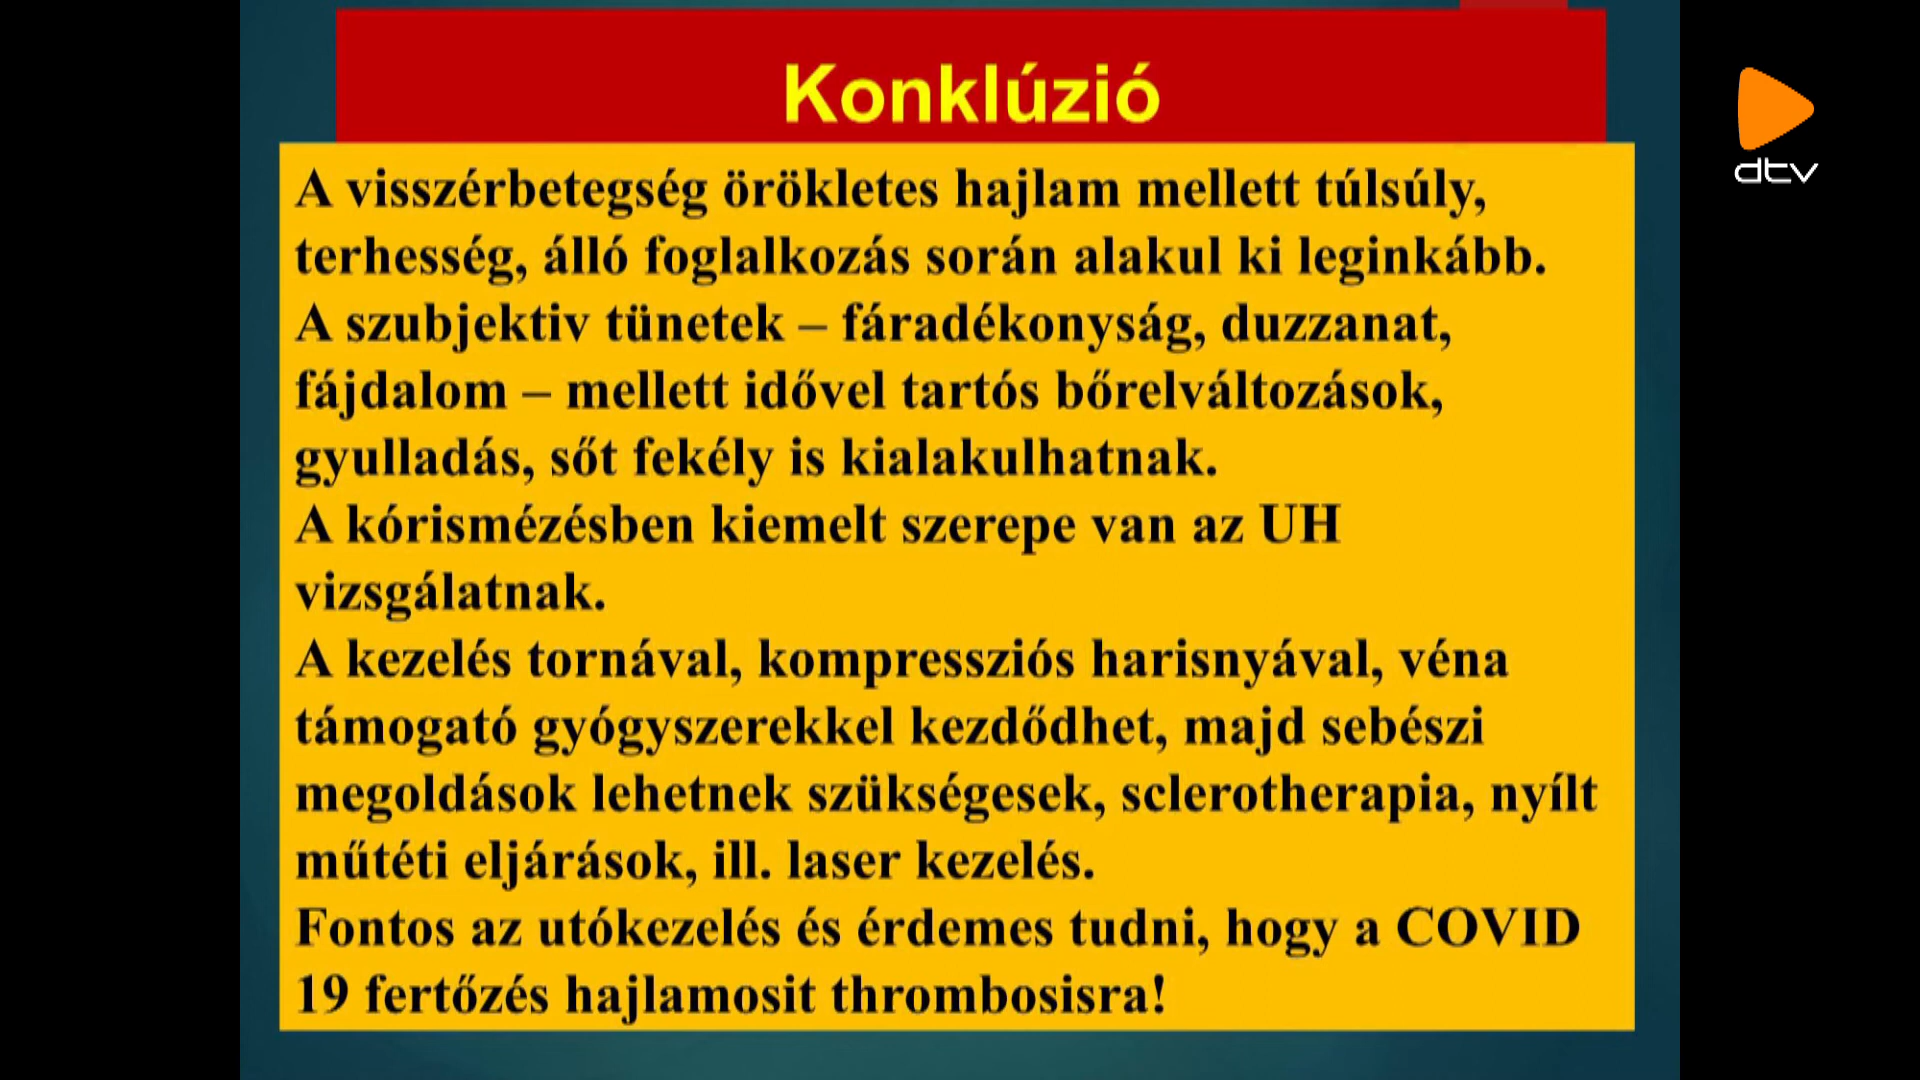 Konklúzió
A visszérbetegség örökletes hajlam mellett túlsúly,
terhesség, álló foglalkozás során alakul ki leginkább.
A szubjektiv tünetek – fáradékonyság, duzzanat,
fájdalom – mellett idővel tartós bőrelváltozások,
gyulladás, sőt fekély is kialakulhatnak.
A kórismézésben kiemelt szerepe van az UH
vizsgálatnak.
A kezelés tornával, kompressziós harisnyával, véna
támogató gyógyszerekkel kezdődhet, majd sebészi
megoldások lehetnek szükségesek, sclerotherapia, nyílt
műtéti eljárások, ill. laser kezelés.
Fontos az utókezelés és érdemes tudni, hogy a COVID
19 fertőzés hajlamosit thrombosisra!
dtv